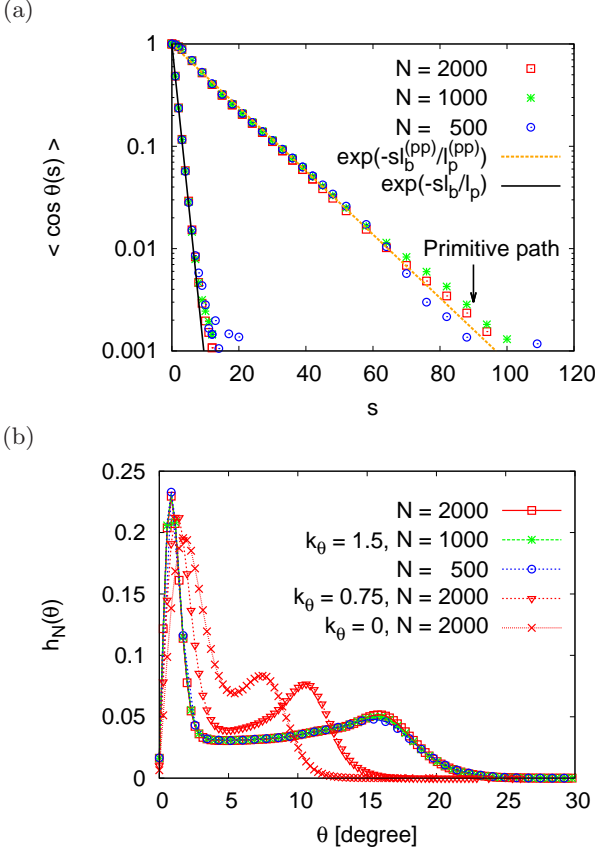 (a)
< cos θ(s) >
1
0.1
0.01
0.001
N = 2000
N = 1000
N = 500
exp(-sl_b^(pp)/l_p^(pp))
exp(-sl_b/l_p)
Primitive path
0 20 40 60 80 100 120
s
(b)
h_N(θ)
0.25
0.2
0.15
0.1
0.05
0
N = 2000
k_θ = 1.5, N = 1000
N = 500
k_θ = 0.75, N = 2000
k_θ = 0, N = 2000
0 5 10 15 20 25 30
θ [degree]